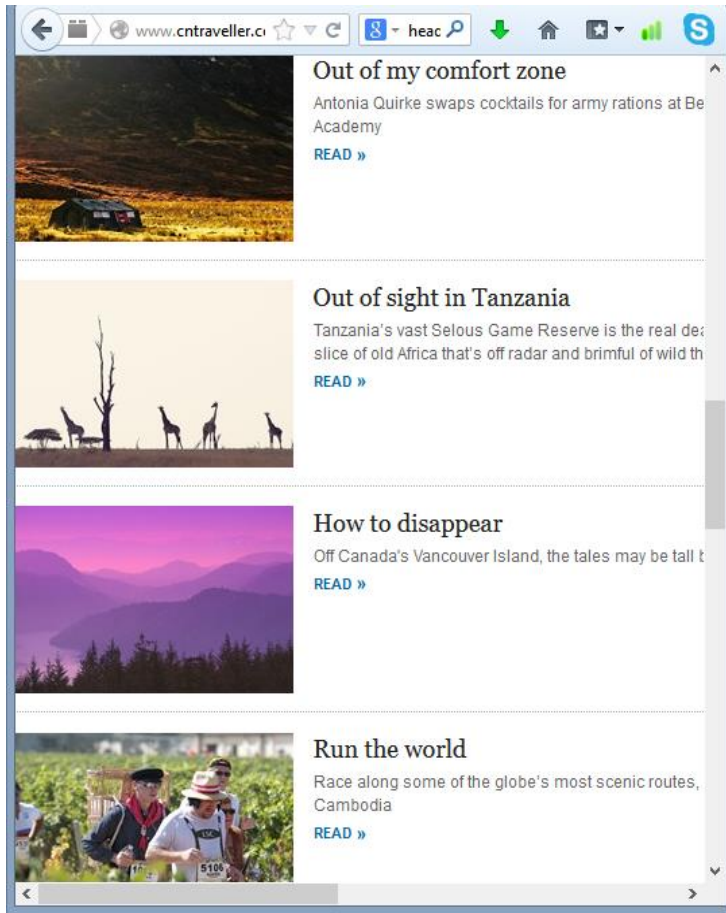 www.cntraveller.c
8
heac
Out of my comfort zone
Antonia Quirke swaps cocktails for army rations at Be
Academy
READ »
Out of sight in Tanzania
Tanzania's vast Selous Game Reserve is the real dea
slice of old Africa that's off radar and brimful of wild th
READ »
How to disappear
Off Canada's Vancouver Island, the tales may be tall b
READ »
Run the world
Race along some of the globe's most scenic routes,
Cambodia
READ »
5106